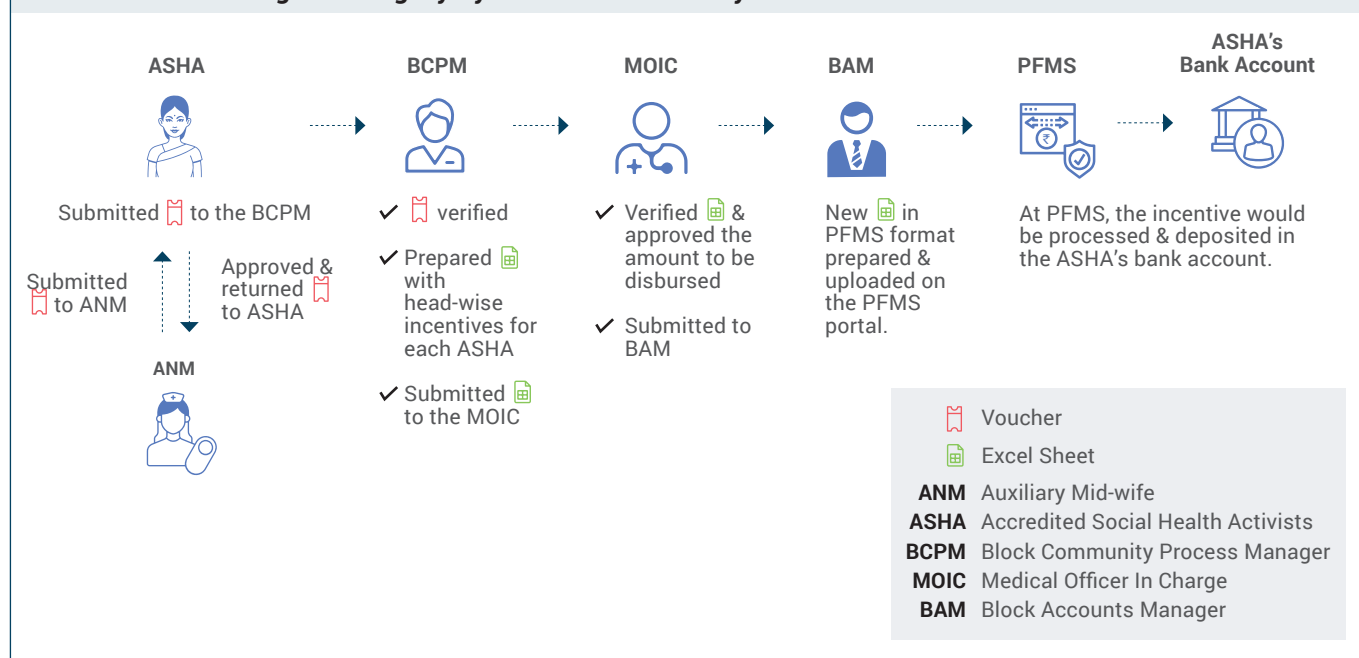 ASHA
BCPM
MOIC
BAM
PFMS
ASHA's
Bank Account
Submitted to the BCPM
Submitted
to ANM
Approved &
returned
to ASHA
ANM
✓ verified
✓ Prepared
with
head-wise
incentives for
each ASHA
✓ Submitted
to the MOIC
✓ Verified &
approved the
amount to be
disbursed
✓ Submitted to
BAM
New in
PFMS format
prepared &
uploaded on
the PFMS
portal.
At PFMS, the incentive would
be processed & deposited in
the ASHA's bank account.
₹
Voucher
Excel Sheet
ANM Auxiliary Mid-wife
ASHA Accredited Social Health Activists
BCPM Block Community Process Manager
MOIC Medical Officer In Charge
BAM Block Accounts Manager